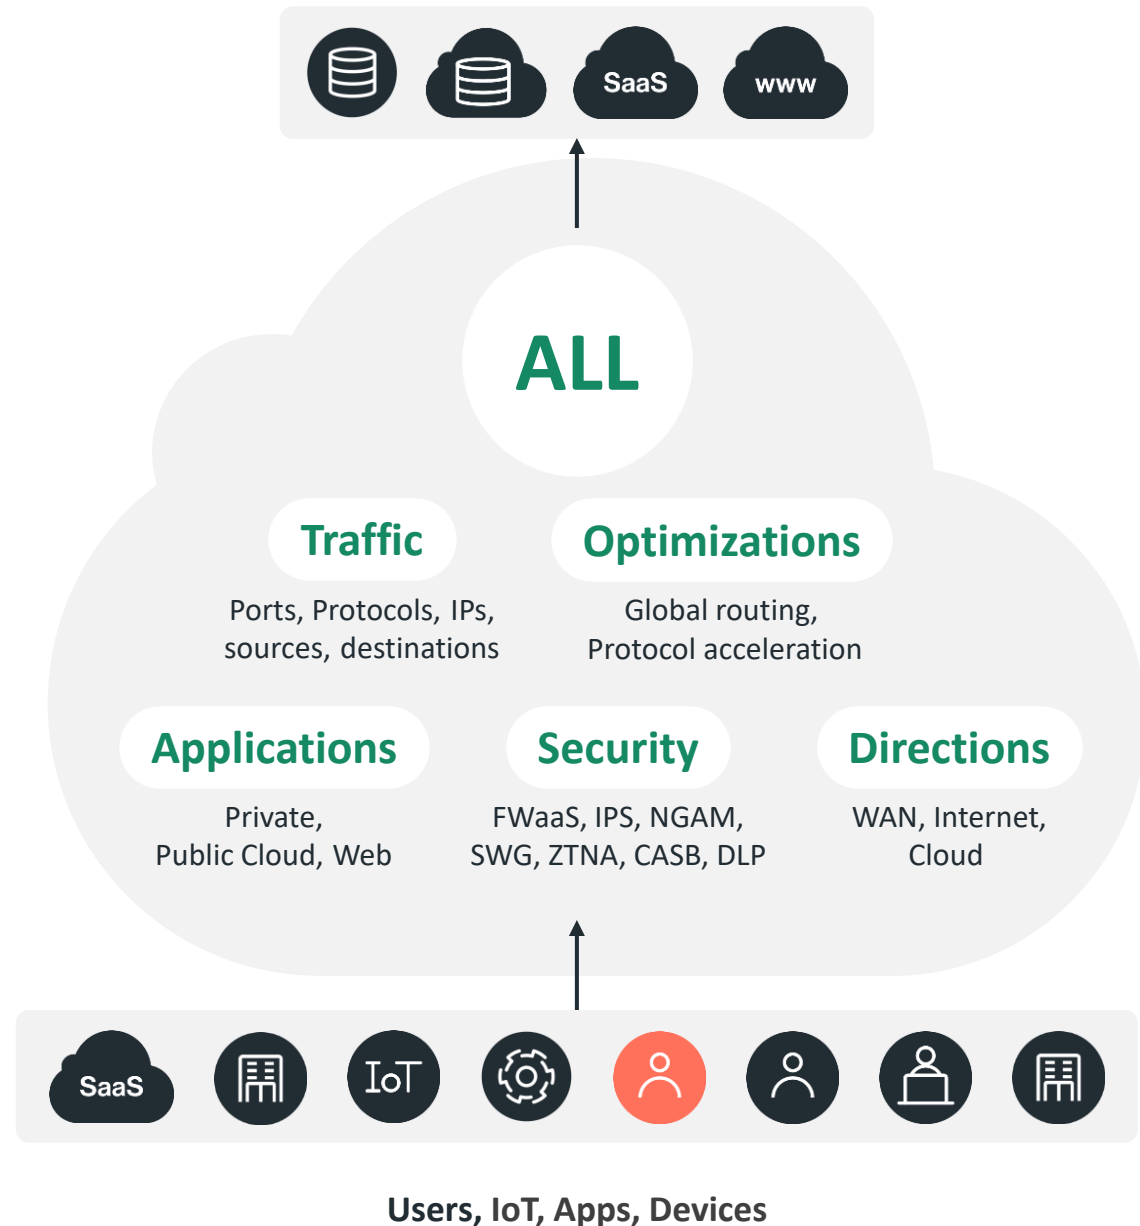 SaaS
www
ALL
Traffic
Optimizations
Ports, Protocols, IPs,
sources, destinations
Global routing,
Protocol acceleration
Applications
Security
Directions
Private,
Public Cloud, Web
FWaaS, IPS, NGAM,
SWG, ZTNA, CASB, DLP
WAN, Internet,
Cloud
SaaS
IoT
Users, IoT, Apps, Devices